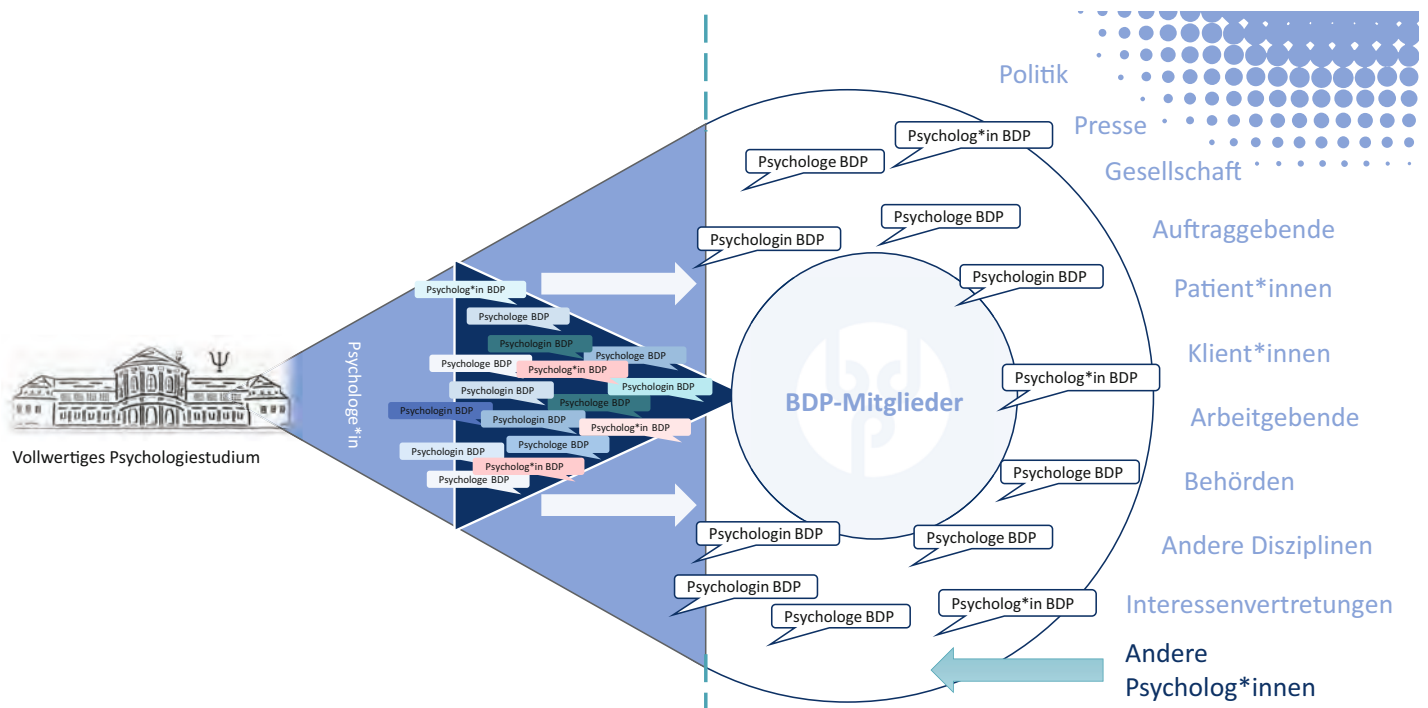 Vollwertiges Psychologiestudium
Ψ
Psychologe*in
Psycholog*in BDP
Psychologe BDP
Psychologin BDP
Psychologe BDP
Psychologe BDP
Psycholog*in BDP
Psychologin BDP
Psychologin BDP
Psychologe BDP
Psychologin BDP
Psychologin BDP
Psycholog*in BDP
Psychologe BDP
Psychologin BDP
Psycholog*in BDP
Psychologe BDP
Psycholog*in BDP
Psychologe BDP
Psychologe BDP
Psychologin BDP
Psychologin BDP
Psycholog*in BDP
Psychologe BDP
Psychologin BDP
Psychologe BDP
Psychologin BDP
Psycholog*in BDP
Psychologe BDP
bdp
BDP-Mitglieder
Politik
Presse
Gesellschaft
Auftraggebende
Patient*innen
Klient*innen
Arbeitgebende
Behörden
Andere Disziplinen
Interessenvertretungen
Andere
Psycholog*innen